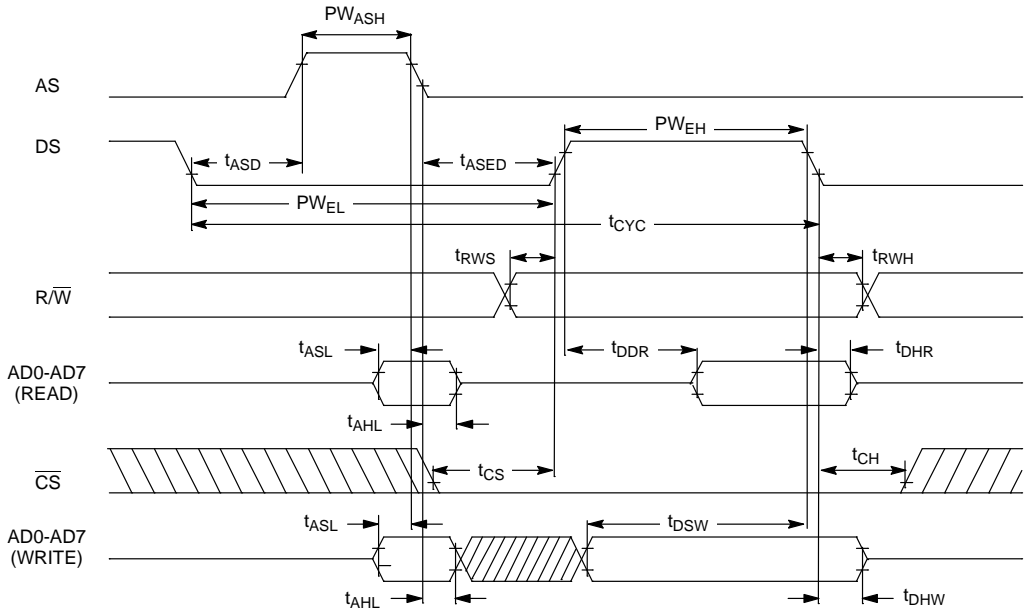 PWASH
AS
DS
PWEH
tASD
tASED
PWEL
tCYC
tRWS
tRWH
R/W̅
tASL
tDDR
tDHR
AD0-AD7
(READ)
tAHL
C̅S̅
tCS
tCH
tASL
tDSW
AD0-AD7
(WRITE)
tAHL
tDHW